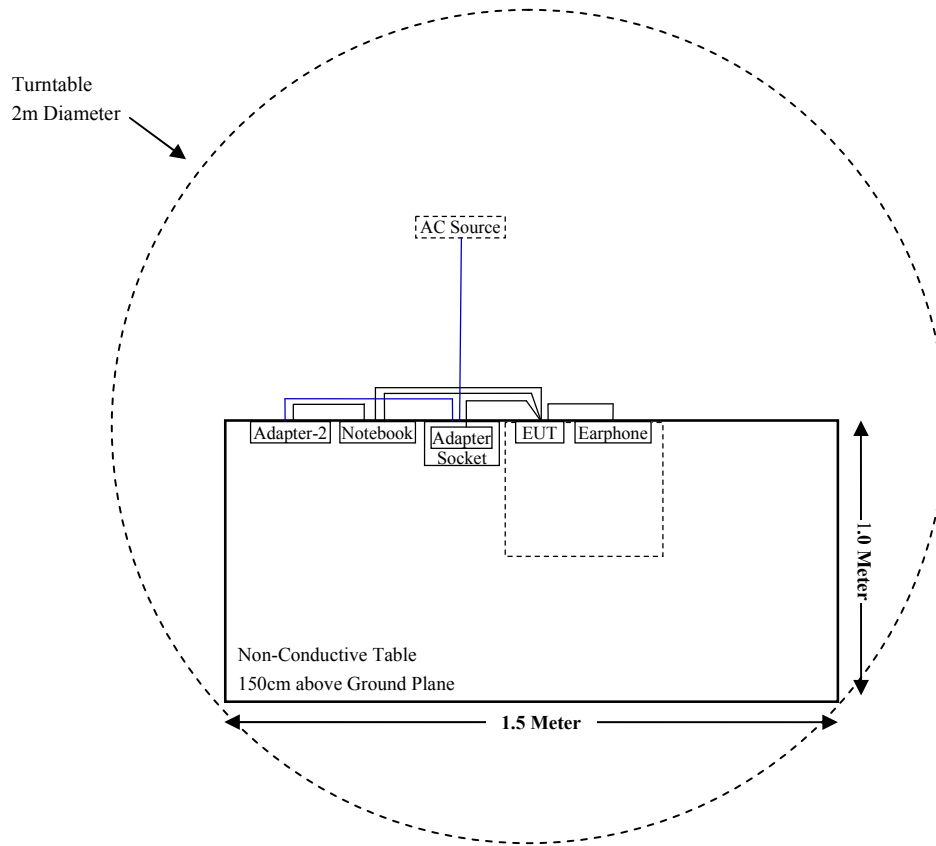 Turntable
2m Diameter
AC Source
Adapter-2
Notebook
Adapter
Socket
EUT
Earphone
1.0 Meter
Non-Conductive Table
150cm above Ground Plane
1.5 Meter